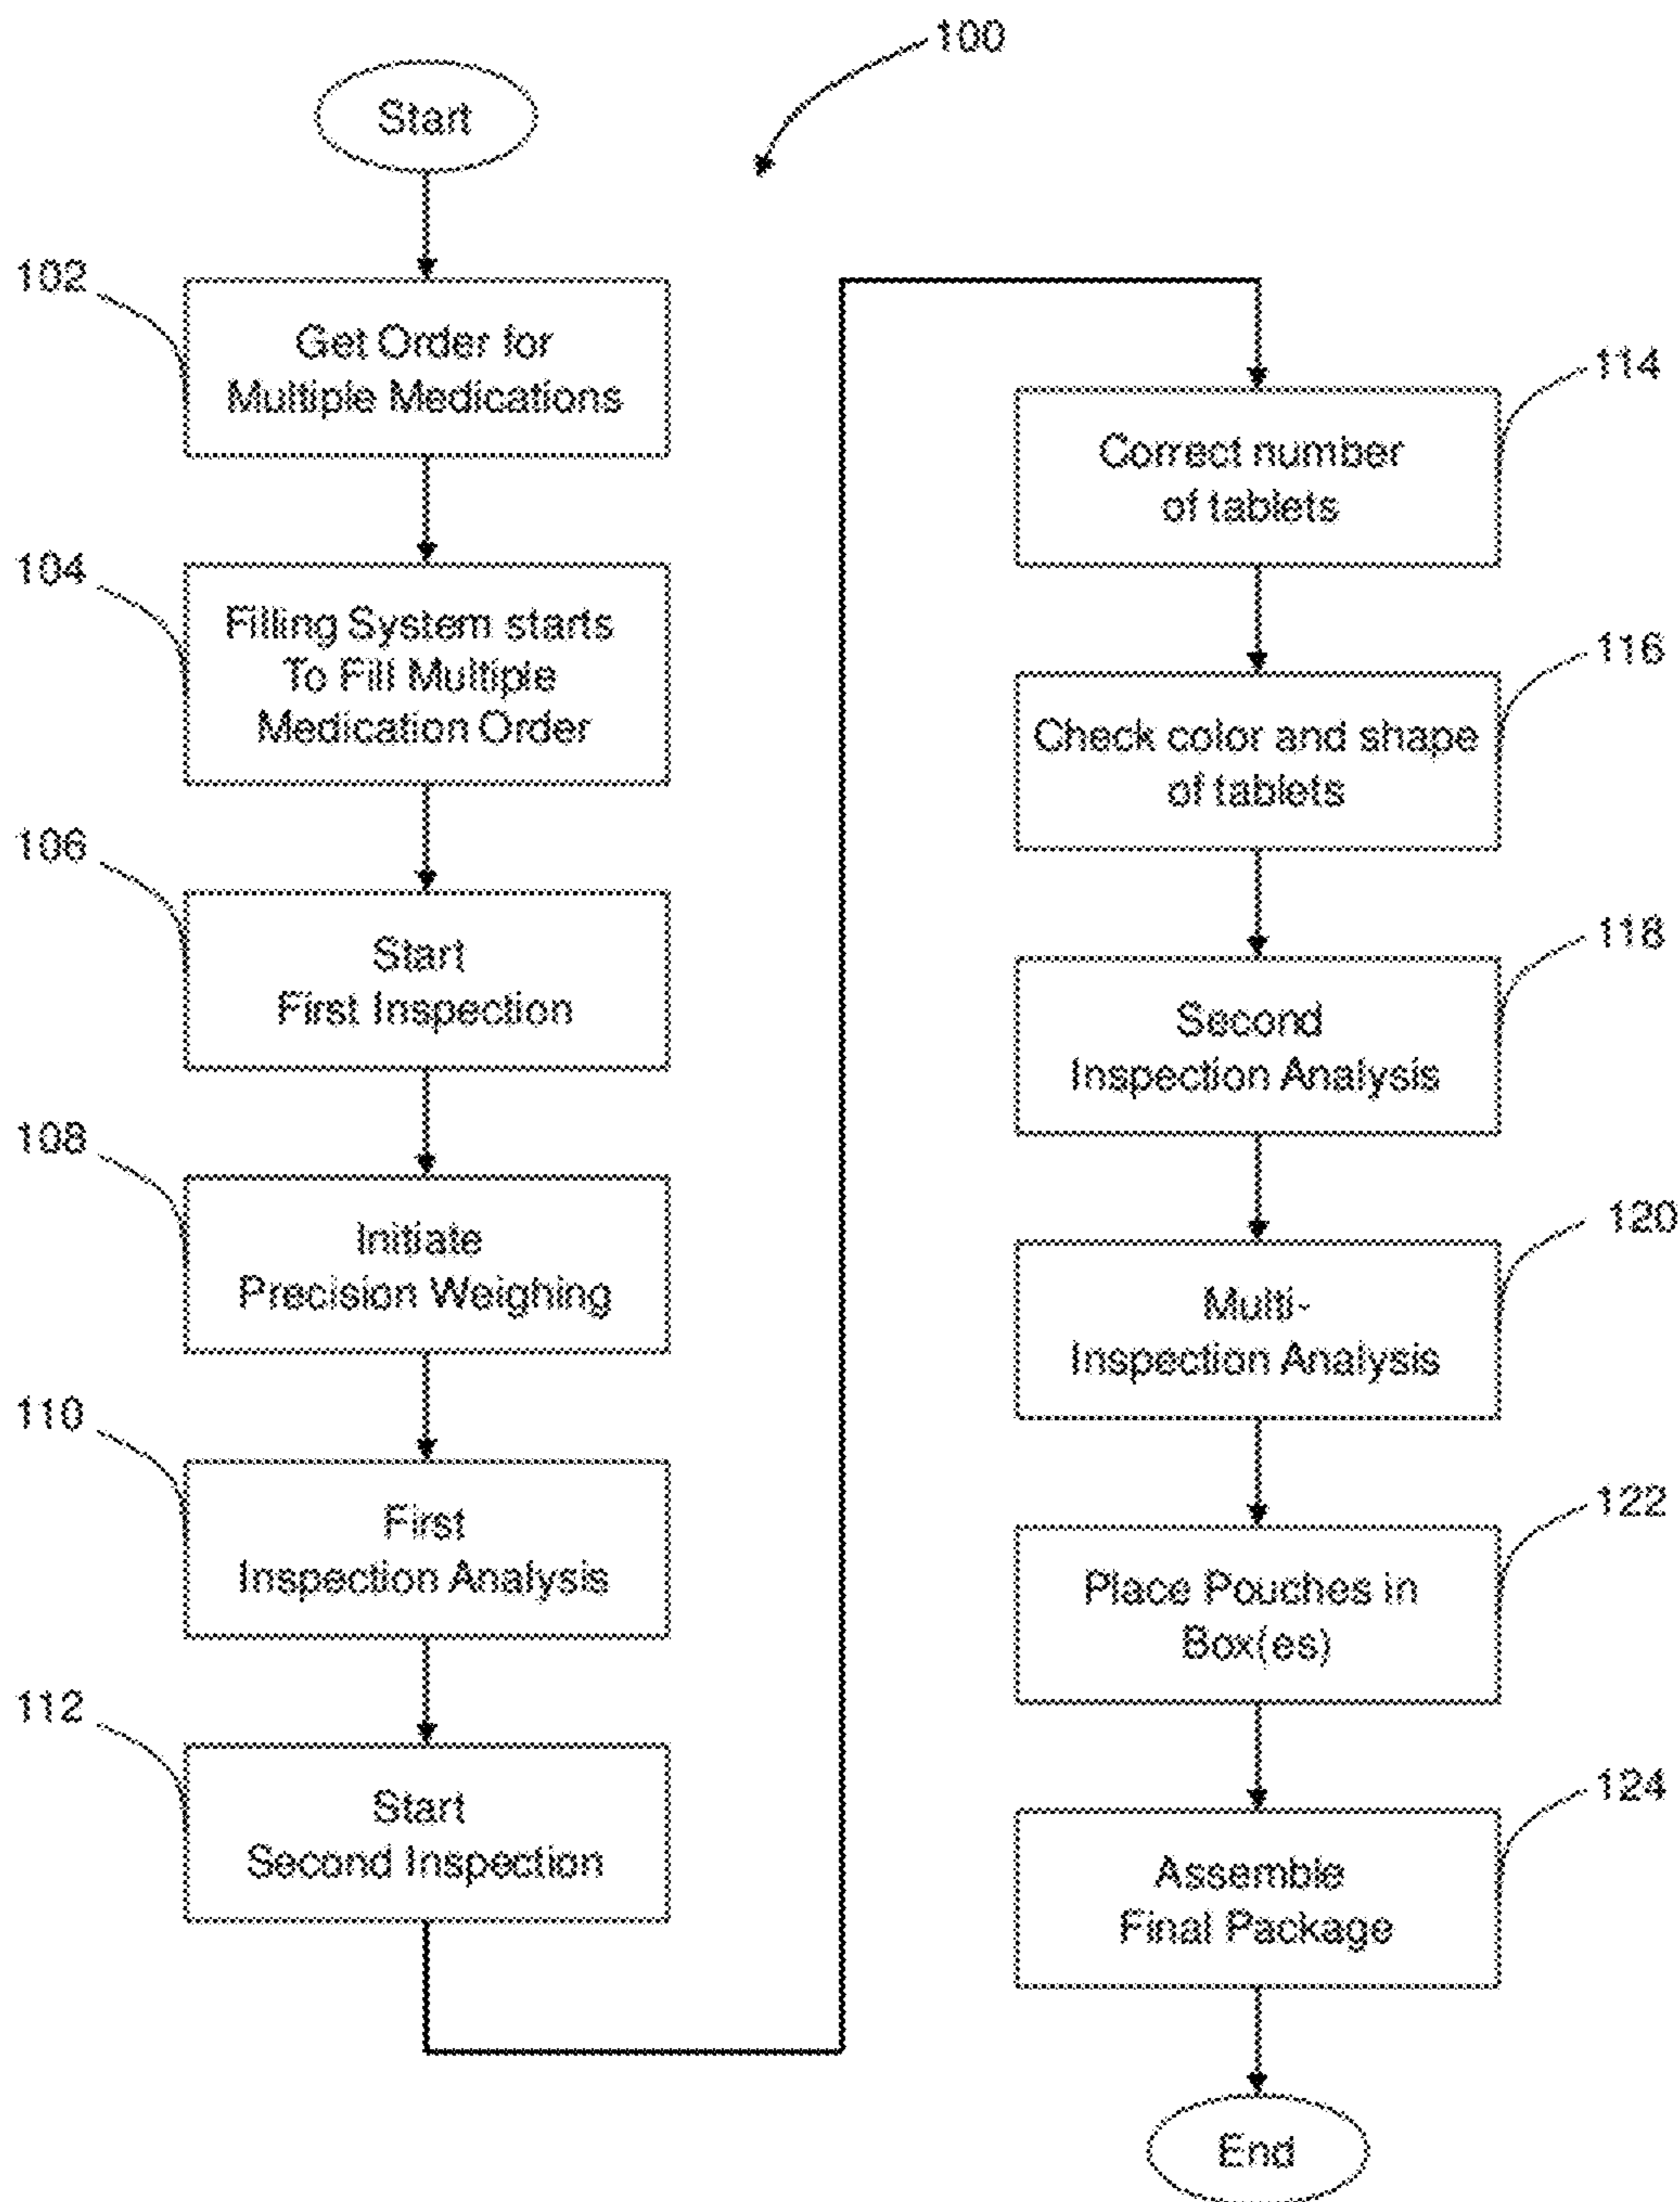 100
Start
102
Get Order for
Multiple Medications
104
Filling System starts
To Fill Multiple
Medication Order
106
Start
First Inspection
108
Initiate
Precision Weighing
110
First
Inspection Analysis
112
Start
Second Inspection
114
Correct number
of tablets
116
Check color and shape
of tablets
118
Second
Inspection Analysis
120
Multi-
Inspection Analysis
122
Place Pouches in
Box(es)
124
Assemble
Final Package
End